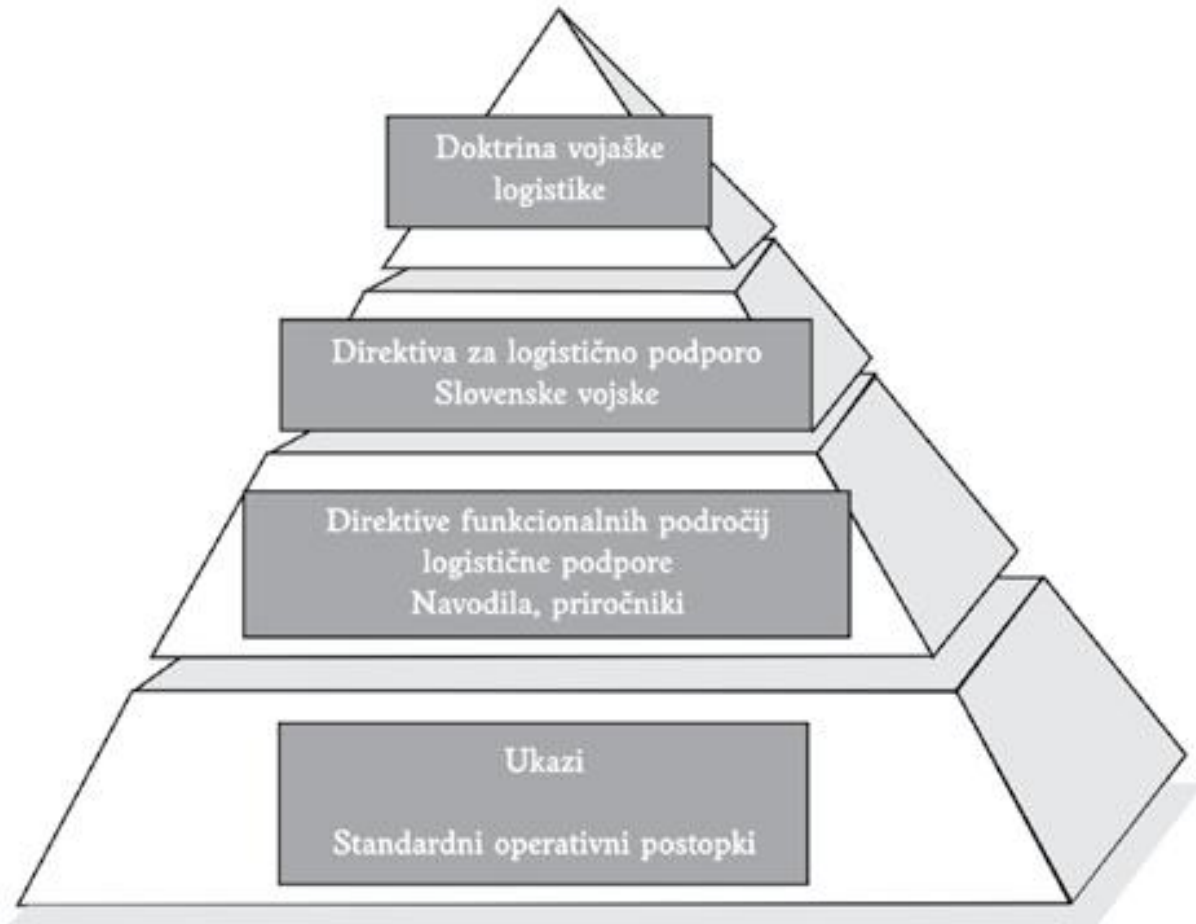 Doktrina vojaške
logistike
Direktiva za logistično podporo
Slovenske vojske
Direktive funkcionalnih področij
logistične podpore
Navodila, priročniki
Ukazi
Standardni operativni postopki